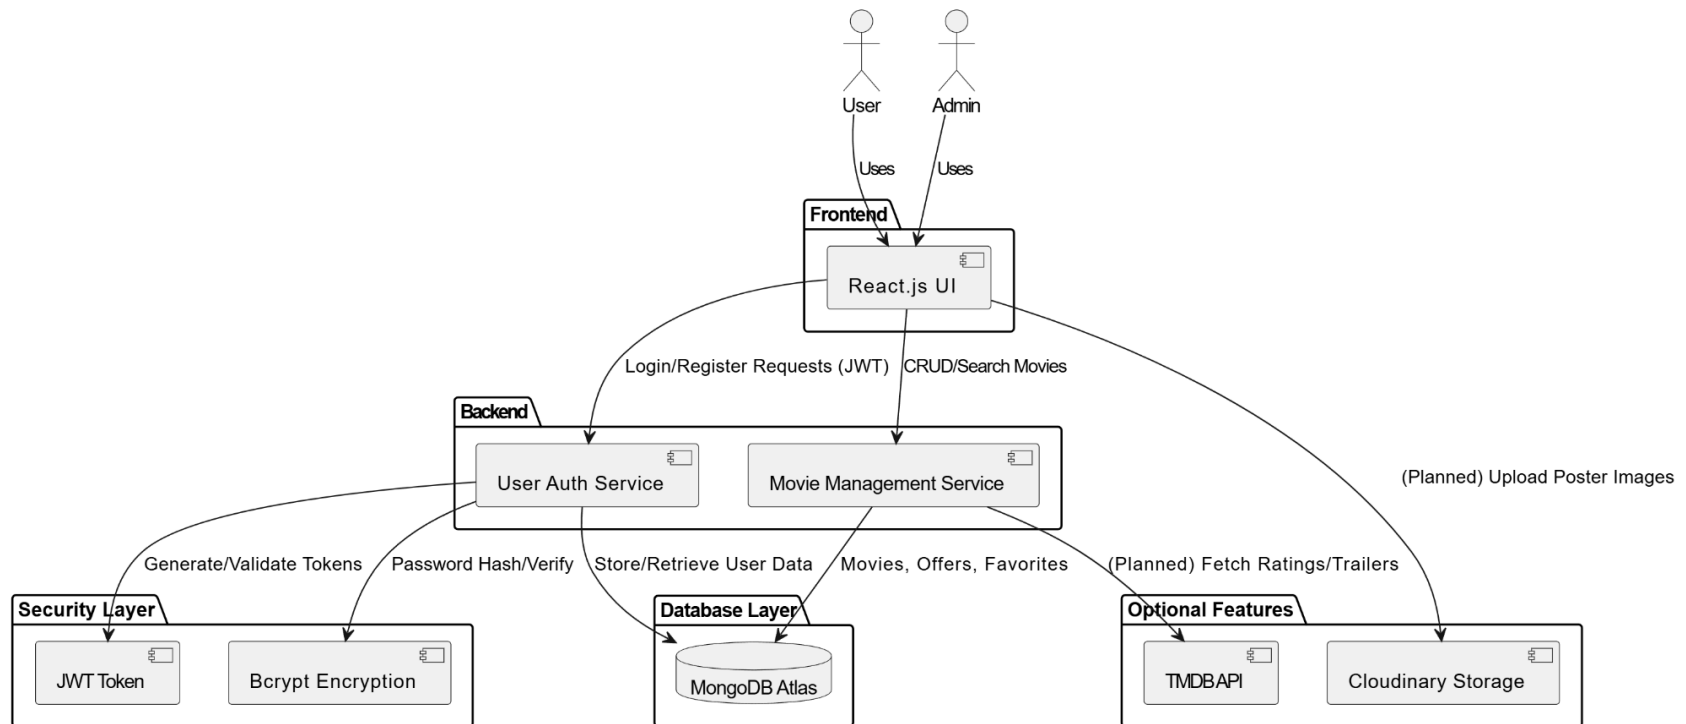 User
Admin
Uses
Uses
Frontend
React.js UI
Login/Register Requests (JWT)
CRUD/Search Movies
Backend
User Auth Service
Movie Management Service
(Planned) Upload Poster Images
Generate/Validate Tokens
Password Hash/Verify
Store/Retrieve User Data
Movies, Offers, Favorites
(Planned) Fetch Ratings/Trailers
Security Layer
Database Layer
Optional Features
JWT Token
Bcrypt Encryption
MongoDB Atlas
TMDB API
Cloudinary Storage